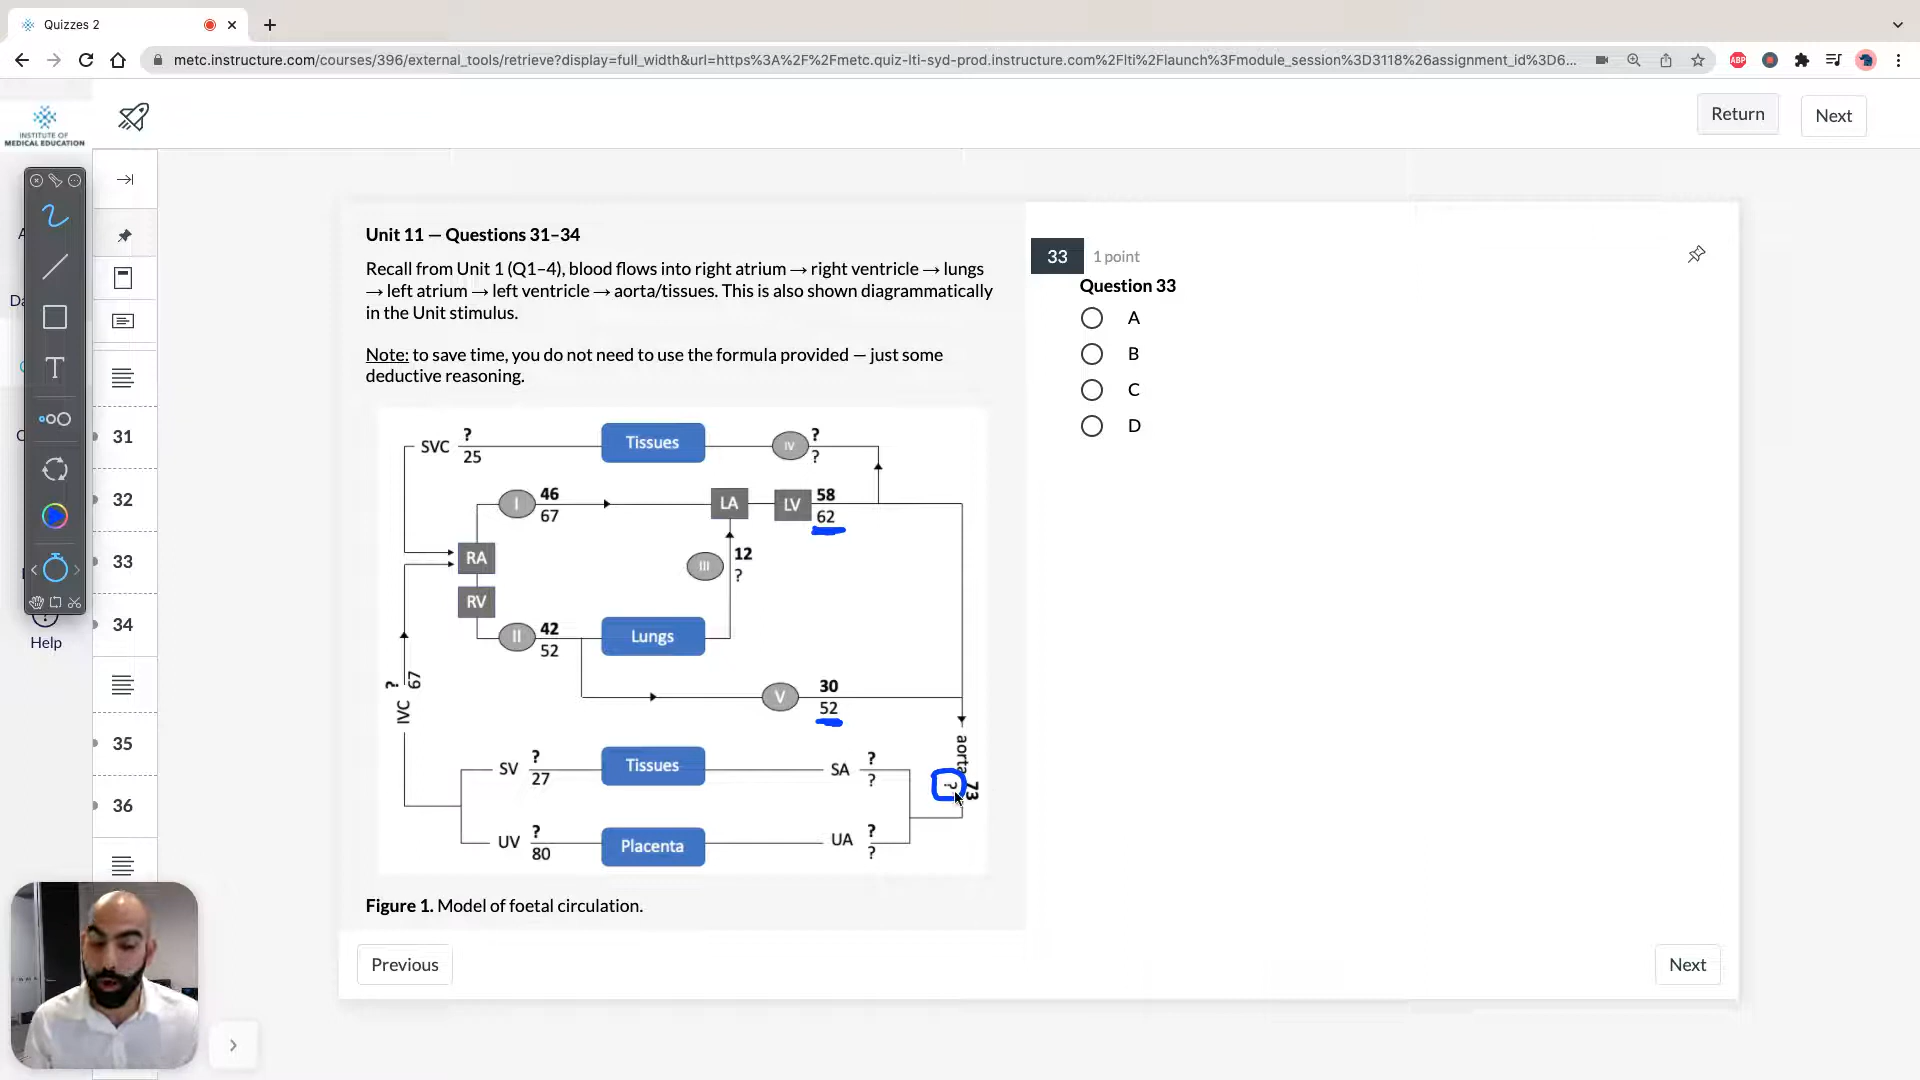 Quizzes 2
metc.instructure.com/courses/396/external_tools/retrieve?display=full_width&url=https%3A%2F%2Fmetc.quiz-lti-syd-prod.instructure.com%2Flti%2Flaunch%3Fmodule_session%3D3118%26assignment_id%3D6...
ABP
INSTITUTE OF
MEDICAL EDUCATION
Return
Next
Unit 11 — Questions 31–34
Recall from Unit 1 (Q1–4), blood flows into right atrium → right ventricle → lungs
→ left atrium → left ventricle → aorta/tissues. This is also shown diagrammatically
in the Unit stimulus.
Note: to save time, you do not need to use the formula provided — just some
deductive reasoning.
33
1 point
Question 33
A
B
C
D
SVC ? 25 Tissues IV ? ?
I 46 67 LA LV 58 62
RA
III 12 ?
RV
II 42 52 Lungs
IVC ? 67
V 30 52
aorta ? 73
SV ? 27 Tissues SA ? ?
UV ? 80 Placenta UA ? ?
Figure 1. Model of foetal circulation.
Previous
Next
T
Da
Help
31
32
33
34
35
36